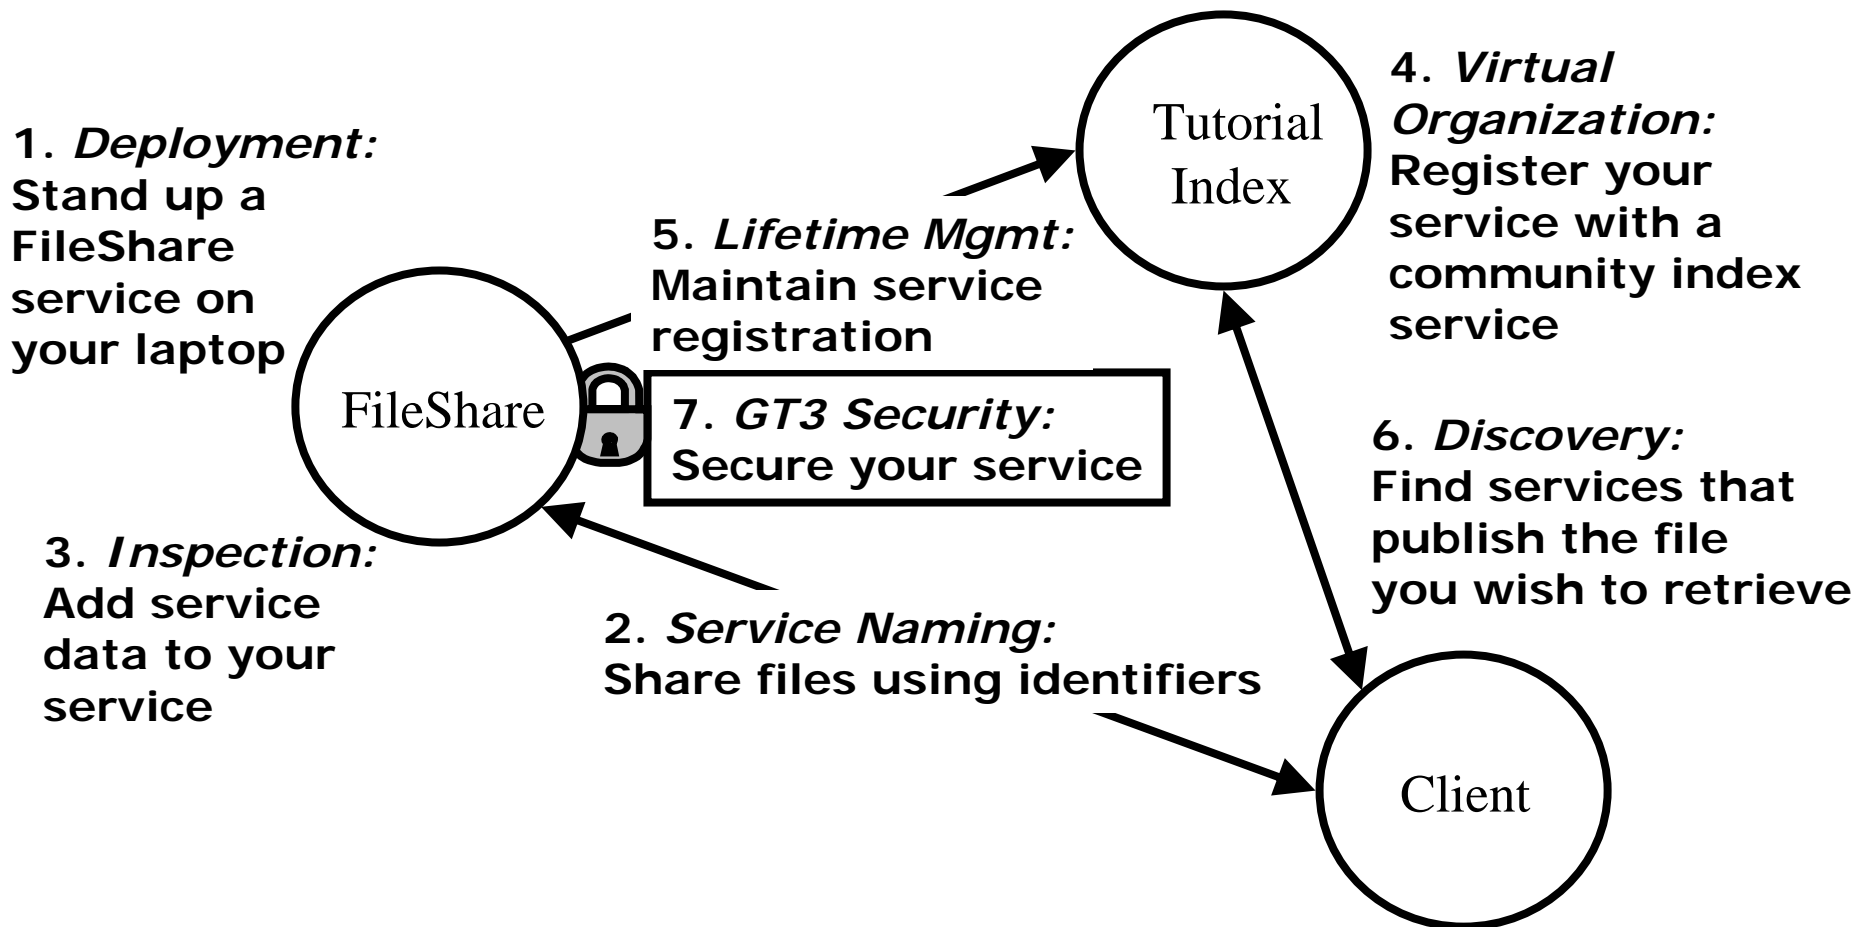 1. Deployment:
Stand up a
FileShare
service on
your laptop
FileShare
3. Inspection:
Add service
data to your
service
5. Lifetime Mgmt:
Maintain service
registration
7. GT3 Security:
Secure your service
2. Service Naming:
Share files using identifiers
Tutorial
Index
4. Virtual
Organization:
Register your
service with a
community index
service
6. Discovery:
Find services that
publish the file
you wish to retrieve
Client